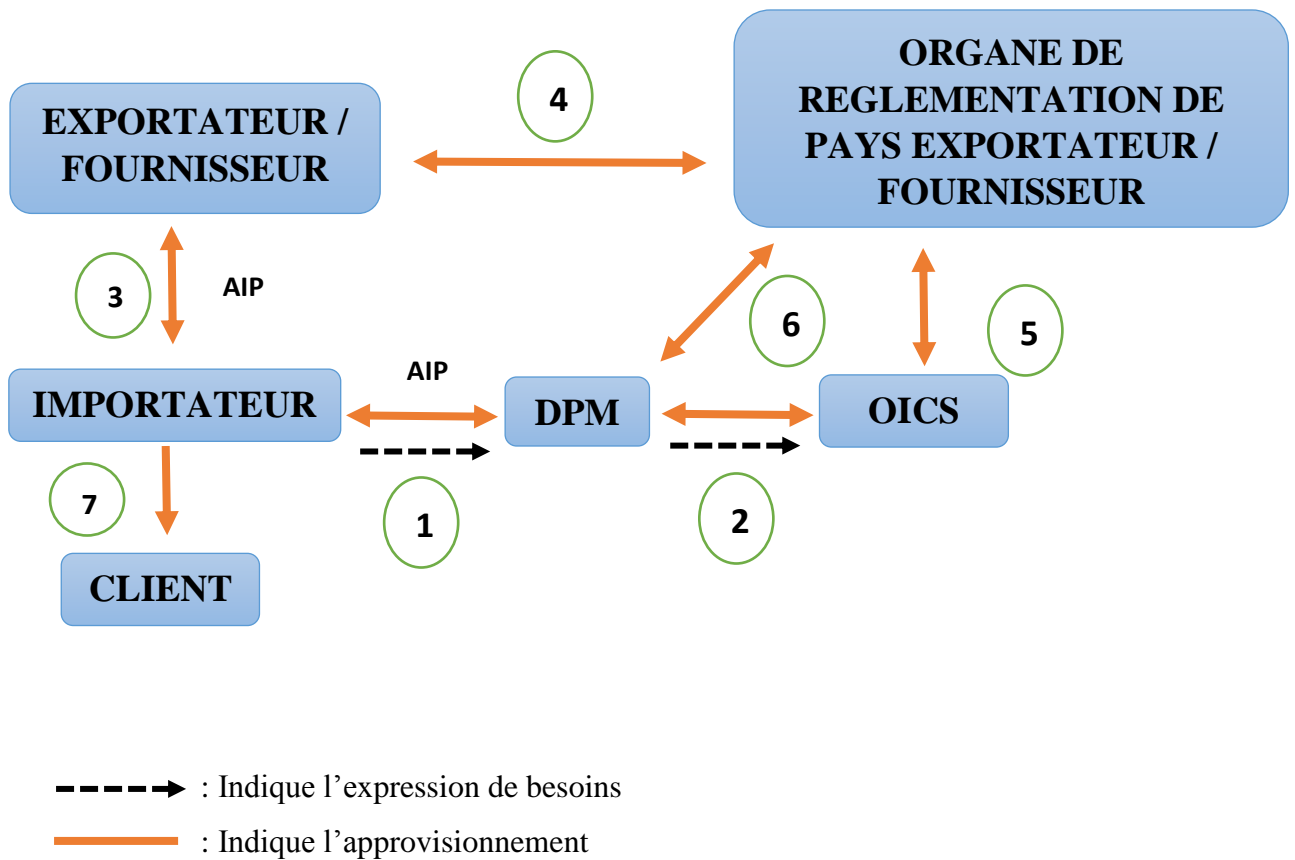 ORGANE DE
REGLEMENTATION DE
PAYS EXPORTATEUR /
FOURNISSEUR
4
EXPORTATEUR /
FOURNISSEUR
3
AIP
6
5
IMPORTATEUR
AIP
DPM
OICS
7
1
2
CLIENT
: Indique l’expression de besoins
: Indique l’approvisionnement